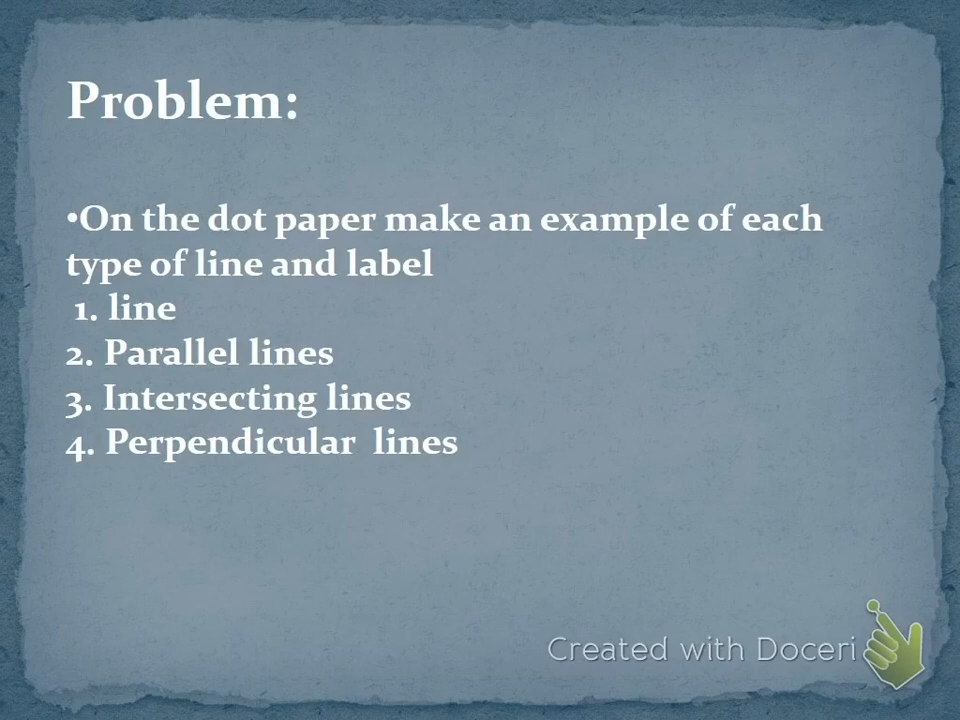 Problem:
•On the dot paper make an example of each
type of line and label
1. line
2. Parallel lines
3. Intersecting lines
4. Perpendicular  lines
Created with Doceri